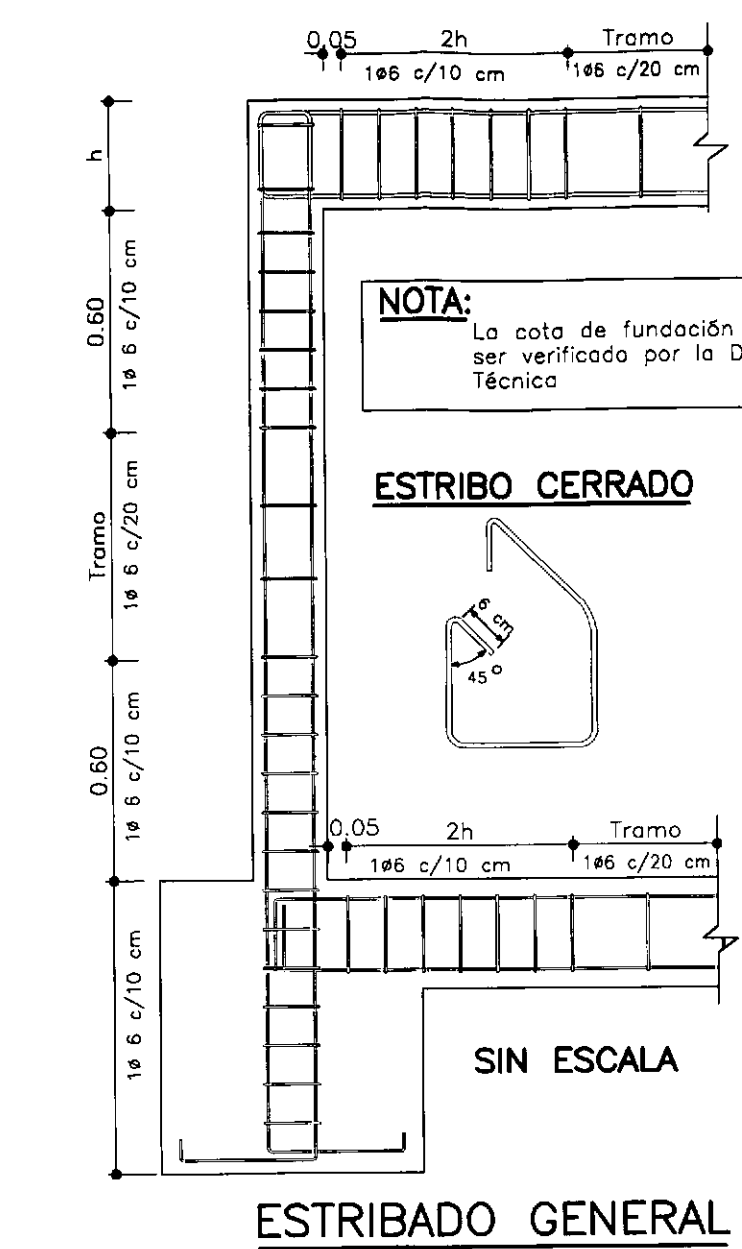 0.05 2h Tramo
1ø6 c/10 cm 1ø6 c/20 cm
h
0.60
1ø 6 c/10 cm
NOTA:
La cota de fundación
ser verificada por la D
Técnica
ESTRIBO CERRADO
Tramo
1ø 6 c/20 cm
6 cm
45°
0.60
1ø 6 c/10 cm
0.05 2h Tramo
1ø6 c/10 cm 1ø6 c/20 cm
1ø 6 c/10 cm
SIN ESCALA
ESTRIBADO GENERAL